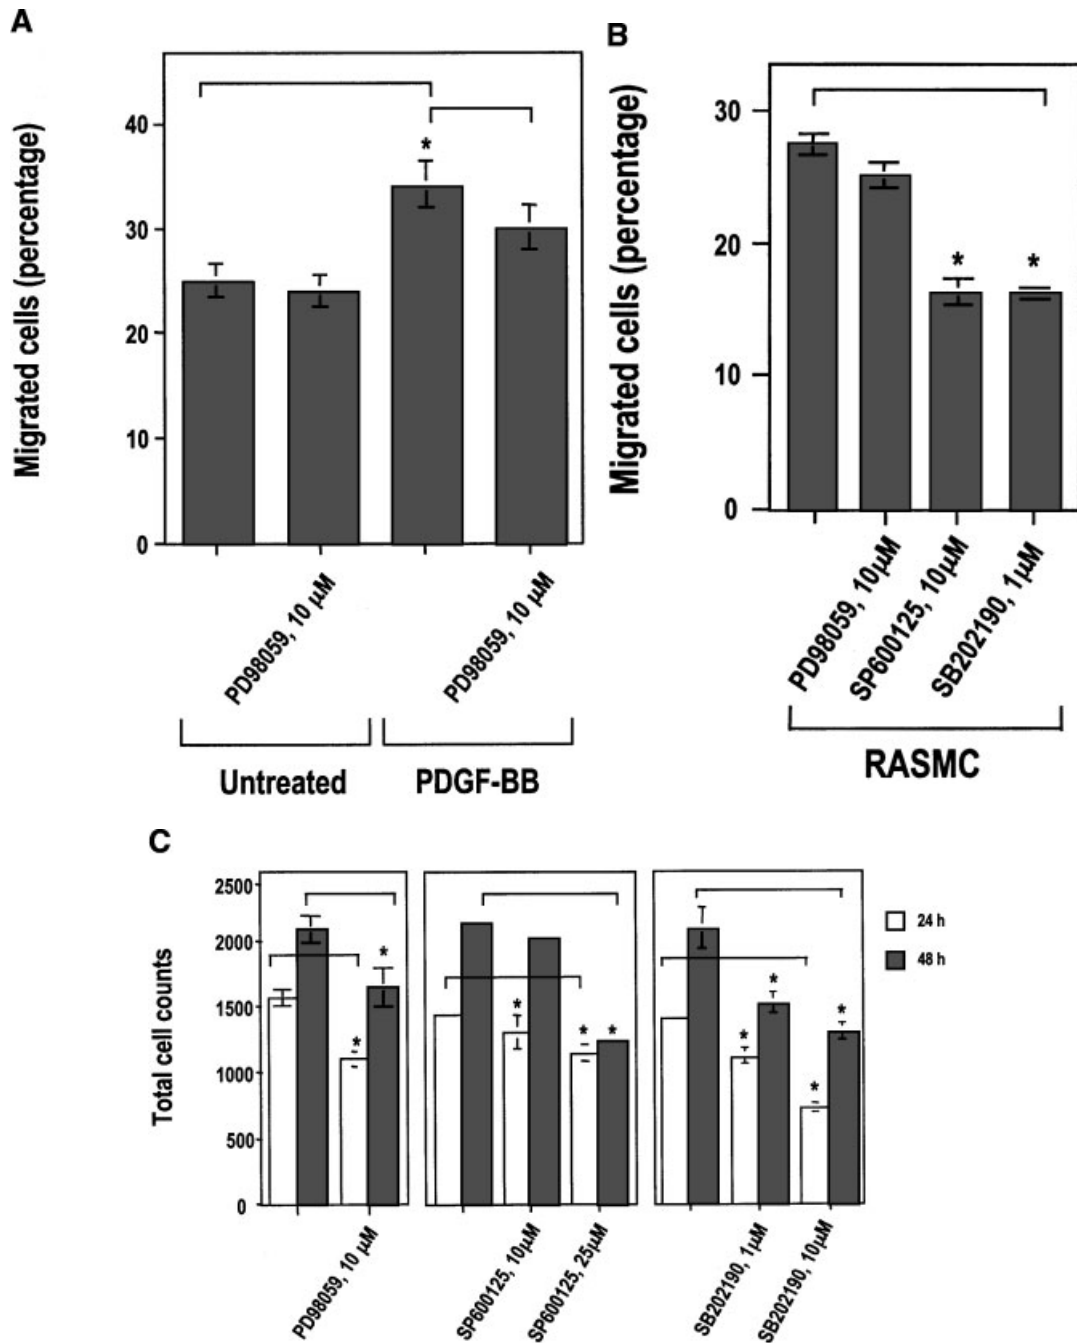 A
Migrated cells (percentage)
40
30
20
10
0
*
PD98059, 10 µM
PD98059, 10 µM
Untreated
PDGF-BB
B
Migrated cells (percentage)
30
20
10
0
* *
PD98059, 10µM
SP600125, 10µM
SB202190, 1µM
RASMC
C
Total cell counts
2500
2000
1500
1000
500
0
* *
* * *
* * * *
24 h
48 h
PD98059, 10 µM
SP600125, 10µM
SP600125, 25µM
SB202190, 1µM
SB202190, 10µM